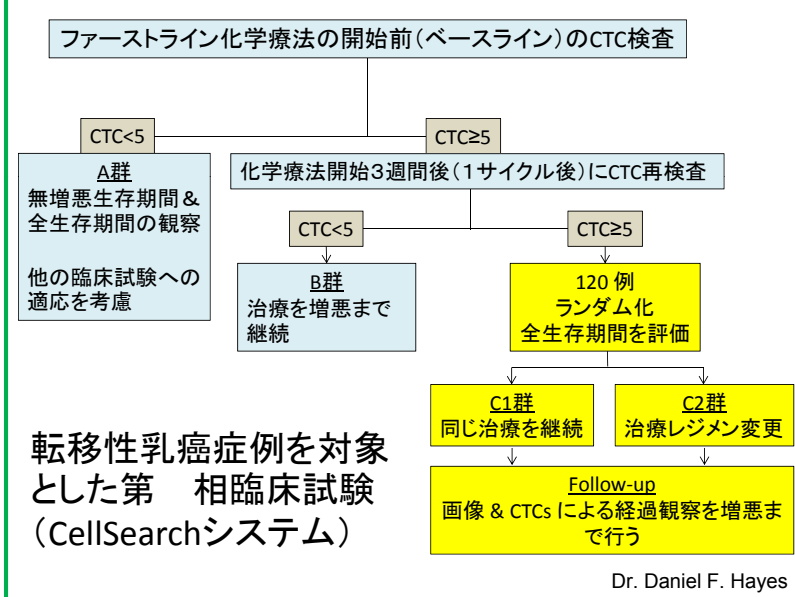 ファーストライン化学療法の開始前(ベースライン)のCTC検査
CTC<5
CTC≥5
A群
無増悪生存期間&
全生存期間の観察
他の臨床試験への
適応を考慮
化学療法開始3週間後(1サイクル後)にCTC再検査
CTC<5
CTC≥5
B群
治療を増悪まで
継続
120 例
ランダム化
全生存期間を評価
C1群
同じ治療を継続
C2群
治療レジメン変更
Follow-up
画像 & CTCs による経過観察を増悪ま
で行う
転移性乳癌症例を対象
とした第　相臨床試験
(CellSearchシステム)
Dr. Daniel F. Hayes